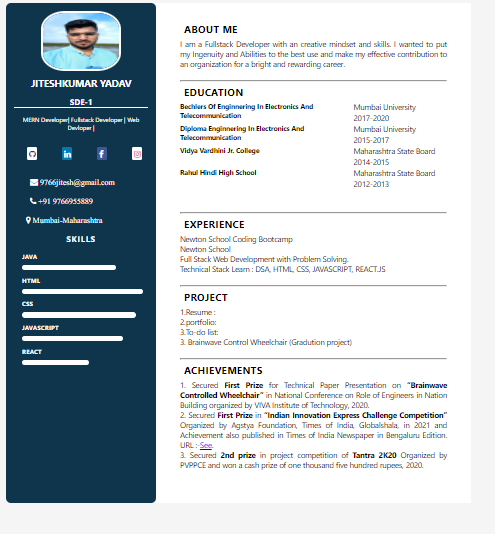 JITESHKUMAR YADAV
SDE-1
MERN Developer| Fullstack Developer | Web
Devloper |
9766jitesh@gmail.com
+91 9766955889
Mumbai-Maharashtra
SKILLS
JAVA
HTML
CSS
JAVASCRIPT
REACT
ABOUT ME
I am a Fullstack Developer with an creative mindset and skills. I wanted to put
my Ingenuity and Abilities to the best use and make my effective contribution to
an organization for a bright and rewarding career.
EDUCATION
Bechlers Of Enginnering In Electronics And
Telecommunication
Mumbai University
2017-2020
Diploma Enginnering In Electronics And
Telecommunication
Mumbai University
2015-2017
Vidya Vardhini Jr. College
Maharashtra State Board
2014-2015
Rahul Hindi High School
Maharashtra State Board
2012-2013
EXPERIENCE
Newton School Coding Bootcamp
Newton School
Full Stack Web Development with Problem Solving.
Technical Stack Learn : DSA, HTML, CSS, JAVASCRIPT, REACTJS
PROJECT
1.Resume :
2.portfolio:
3.To-do list:
3. Brainwave Control Wheelchair (Gradution project)
ACHIEVEMENTS
1. Secured First Prize for Technical Paper Presentation on “Brainwave
Controlled Wheelchair” in National Conference on Role of Engineers in Nation
Building organized by VIVA Institute of Technology, 2020.
2. Secured First Prize in “Indian Innovation Express Challenge Competition”
Organized by Agstya Foundation, Times of India, Globalshala, in 2021 and
Achievement also published in Times of India Newspaper in Bengaluru Edition.
URL :-See.
3. Secured 2nd prize in project competition of Tantra 2K20 Organized by
PVPPCE and won a cash prize of one thousand five hundred rupees, 2020.